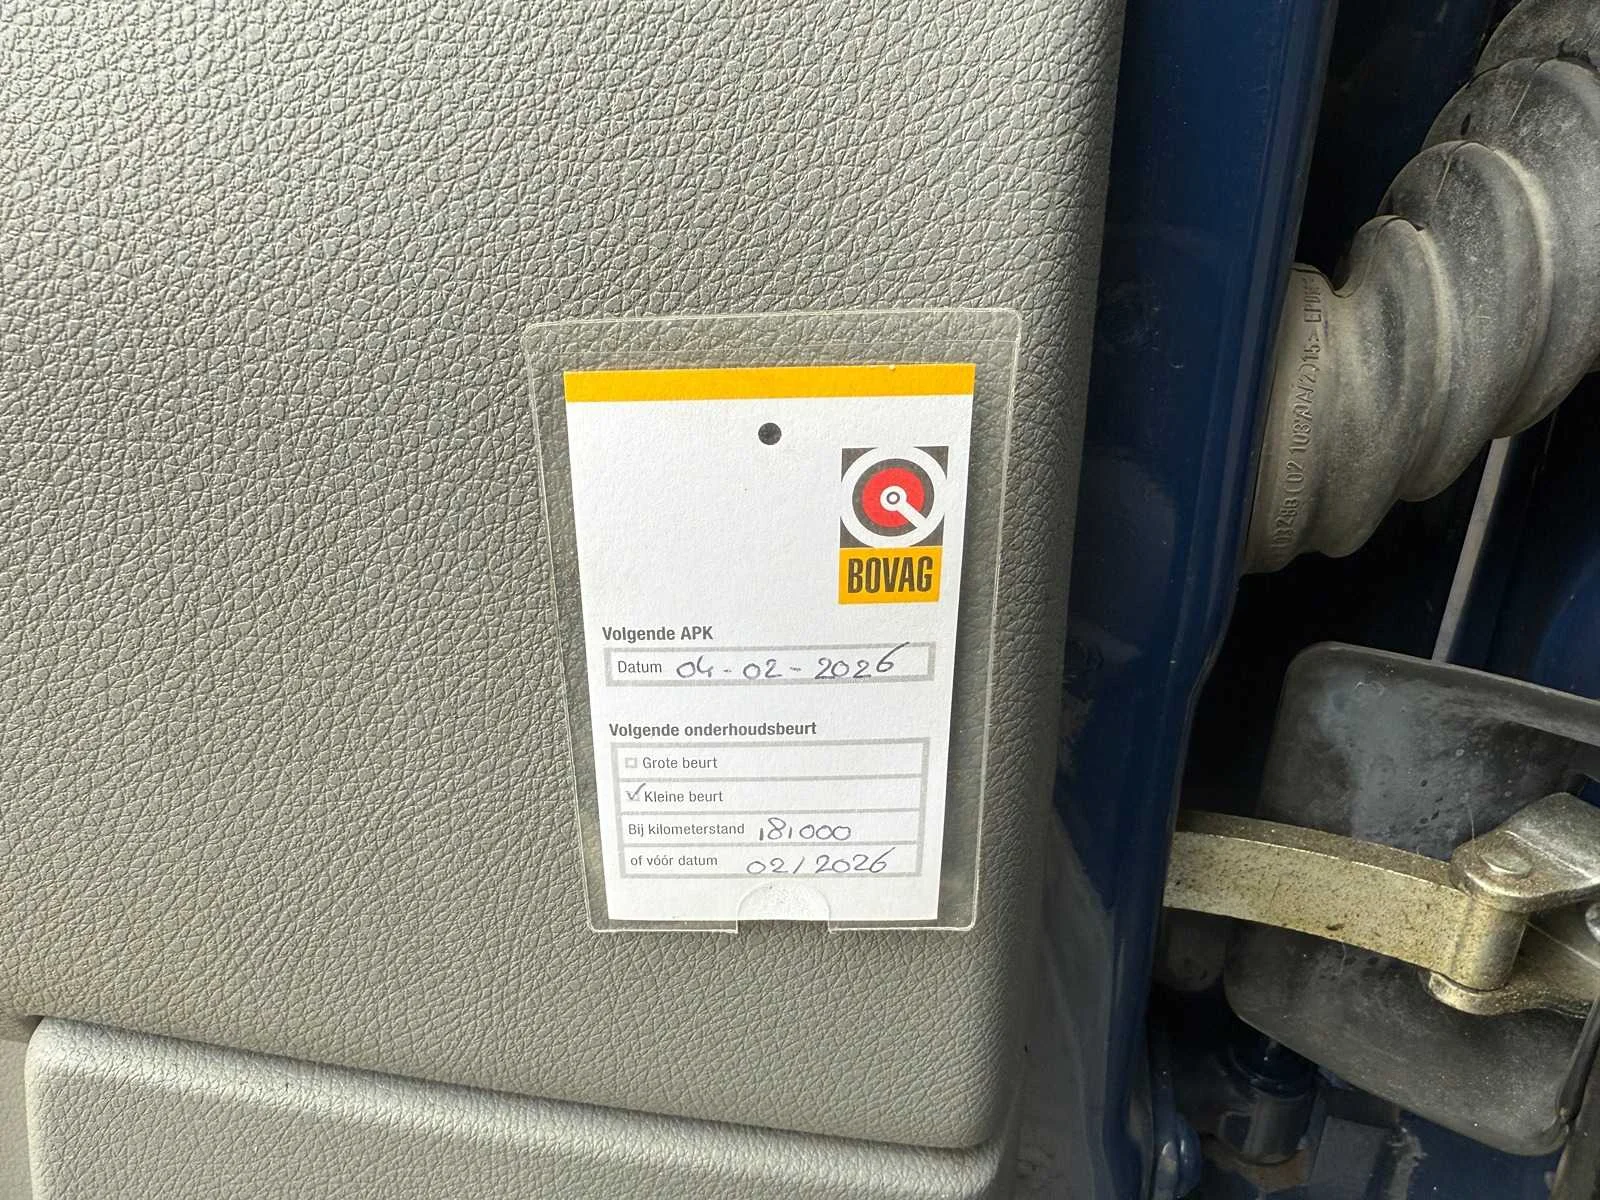 BOVAG
Volgende APK
Datum 04-02-2026
Volgende onderhoudsbeurt
Grote beurt
Kleine beurt
Bij kilometerstand 181000
of vóór datum 02/2026